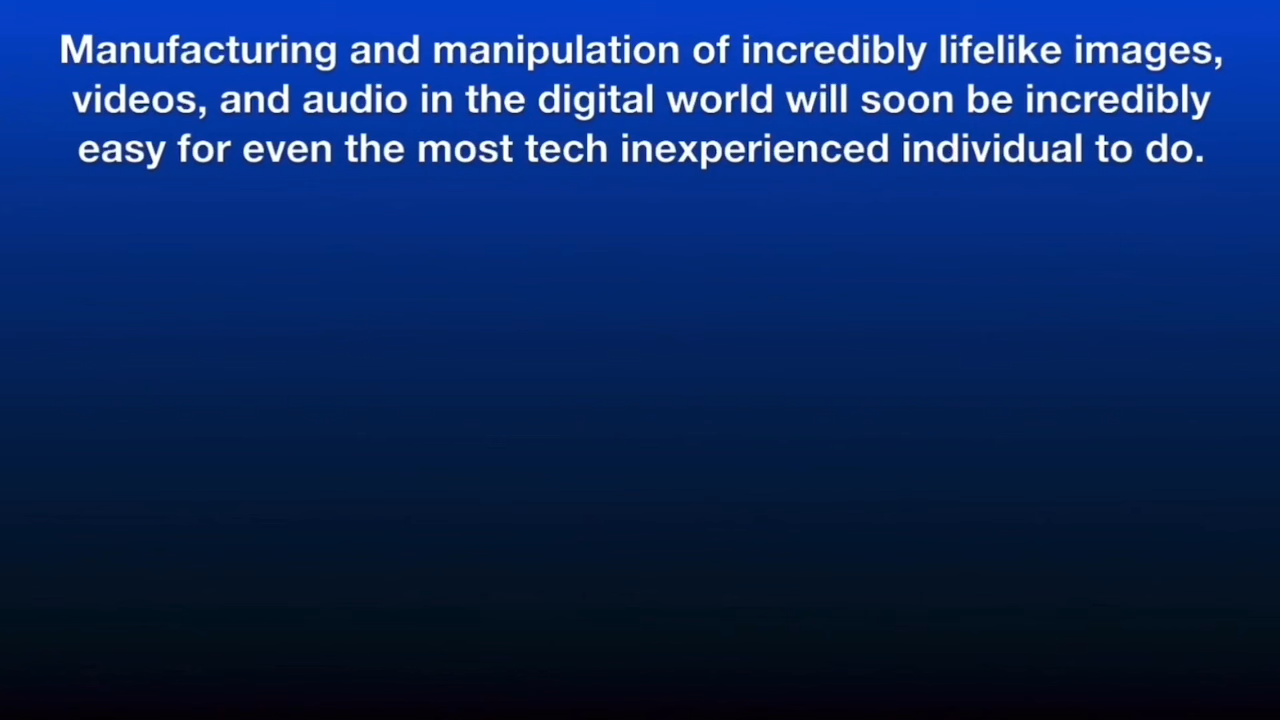 Manufacturing and manipulation of incredibly lifelike images,
videos, and audio in the digital world will soon be incredibly
easy for even the most tech inexperienced individual to do.